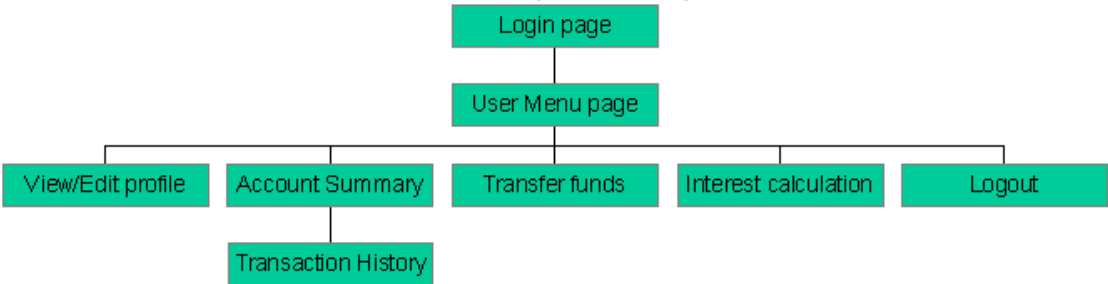 Login page
User Menu page
View/Edit profile
Account Summary
Transfer funds
Interest calculation
Logout
Transaction History